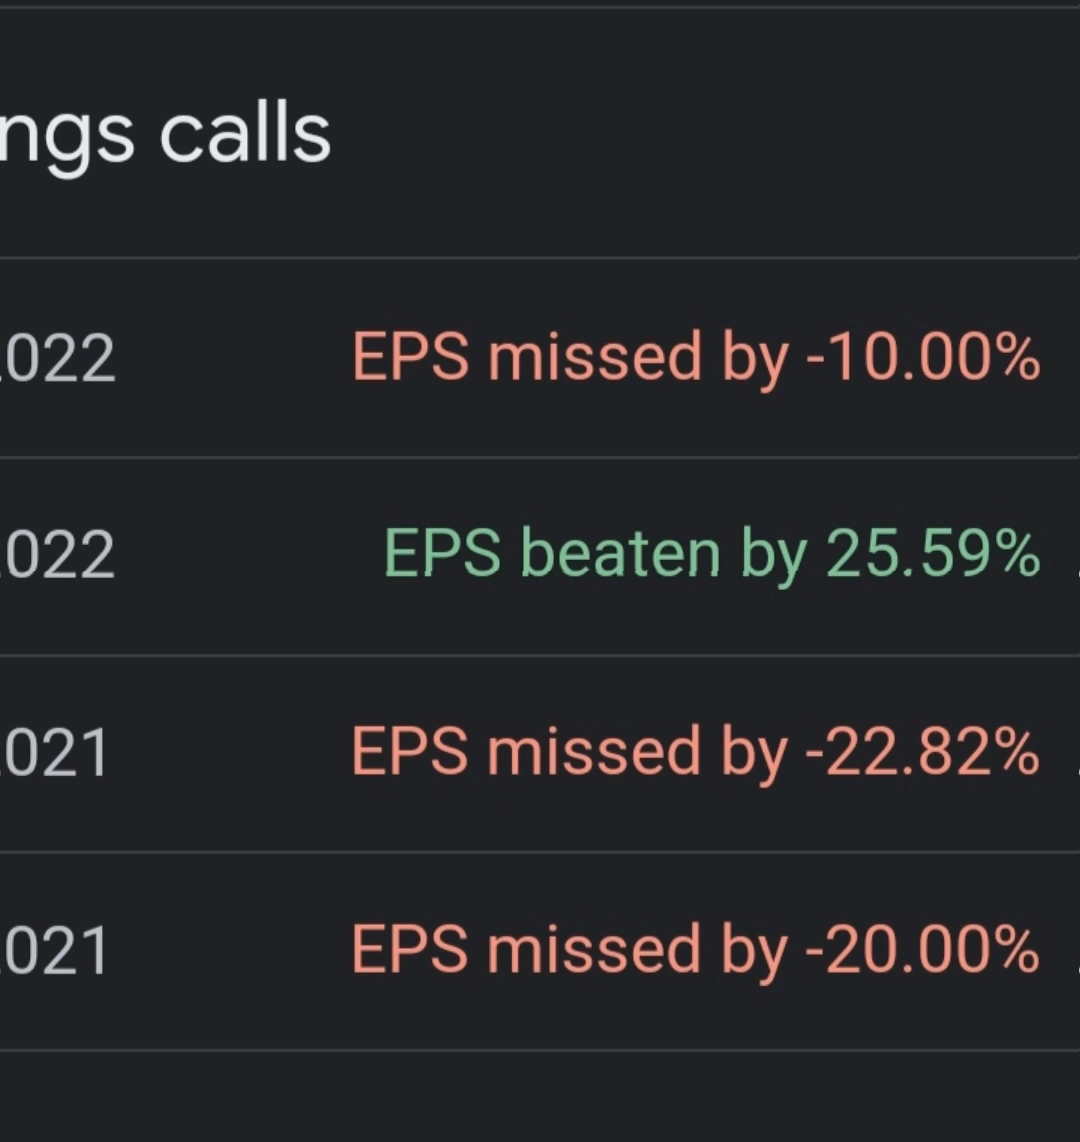 ngs calls
022 EPS missed by -10.00%
022 EPS beaten by 25.59%
021 EPS missed by -22.82%
021 EPS missed by -20.00%